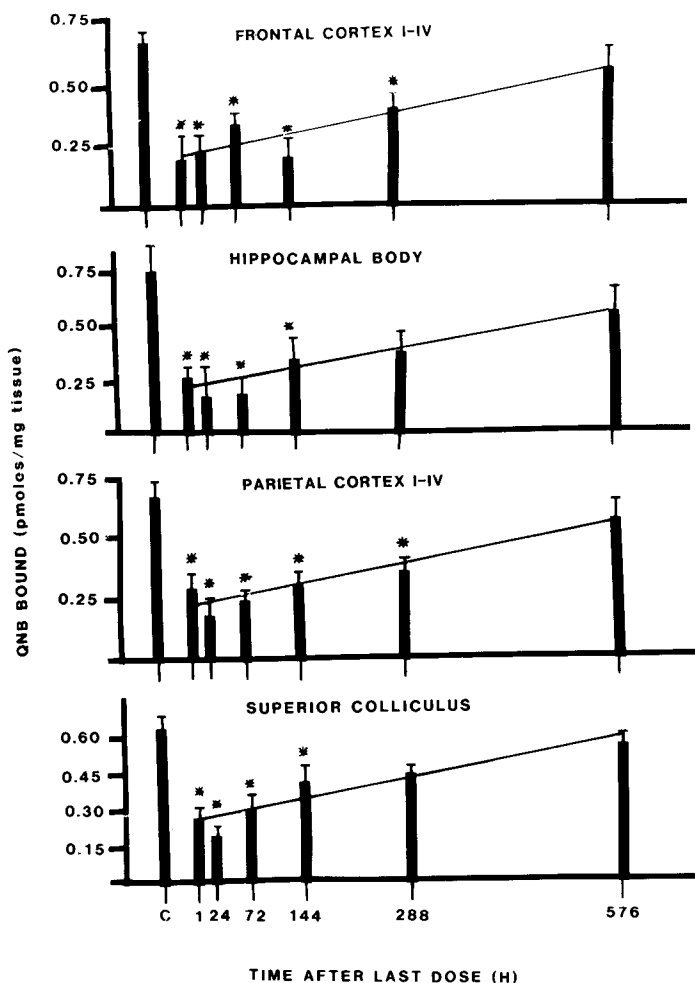 FRONTAL CORTEX I-IV
0.75
0.50
0.25
* * * * *
HIPPOCAMPAL BODY
0.75
0.50
0.25
* * * *
PARIETAL CORTEX I-IV
0.75
0.50
0.25
* * * * *
SUPERIOR COLLICULUS
0.60
0.45
0.30
0.15
* * * *
C 1 24 72 144 288 576
QNB BOUND (pmoles/mg tissue)
TIME AFTER LAST DOSE (H)